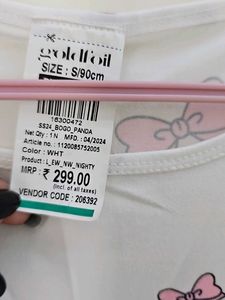 goldfoil
SIZE : S/90cm
16300472
SS24_BOGO_PANDA
Net Qty : 1 N MFD. : 04/2024
Article no. : 1120085752005
Color : WHT
Product : L_EW_NW_NIGHTY
MRP : ₹ 299.00
(incl. of all taxes)
VENDOR CODE : 206392